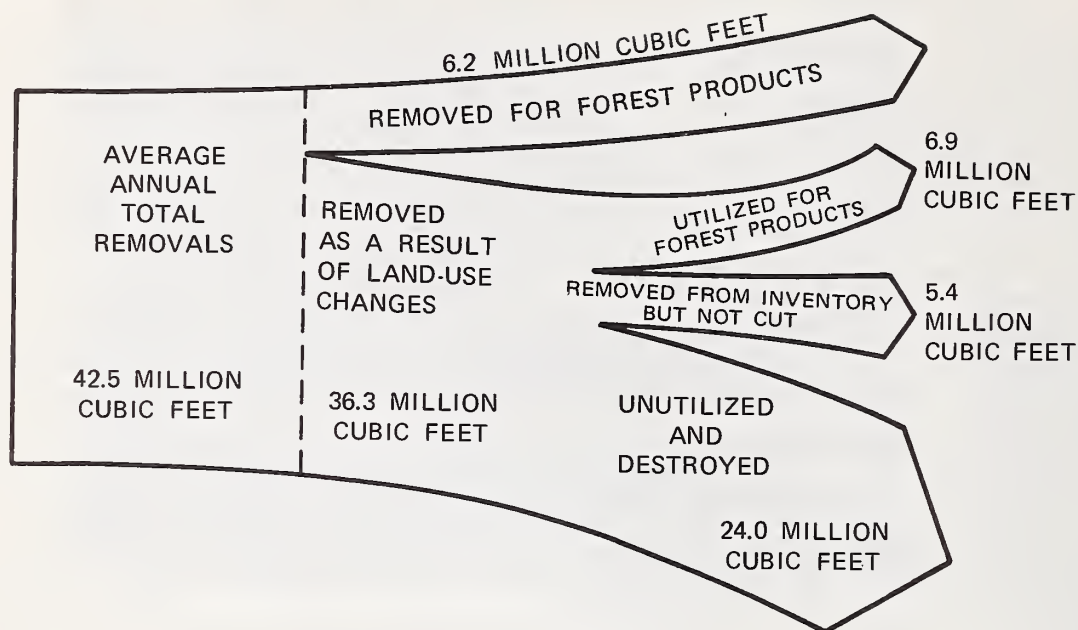 6.2 MILLION CUBIC FEET
REMOVED FOR FOREST PRODUCTS
AVERAGE
ANNUAL
TOTAL
REMOVALS
42.5 MILLION
CUBIC FEET
REMOVED
AS A RESULT
OF LAND-USE
CHANGES
36.3 MILLION
CUBIC FEET
UTILIZED FOR
FOREST PRODUCTS
6.9
MILLION
CUBIC FEET
REMOVED FROM INVENTORY
BUT NOT CUT
5.4
MILLION
CUBIC FEET
UNUTILIZED
AND
DESTROYED
24.0 MILLION
CUBIC FEET